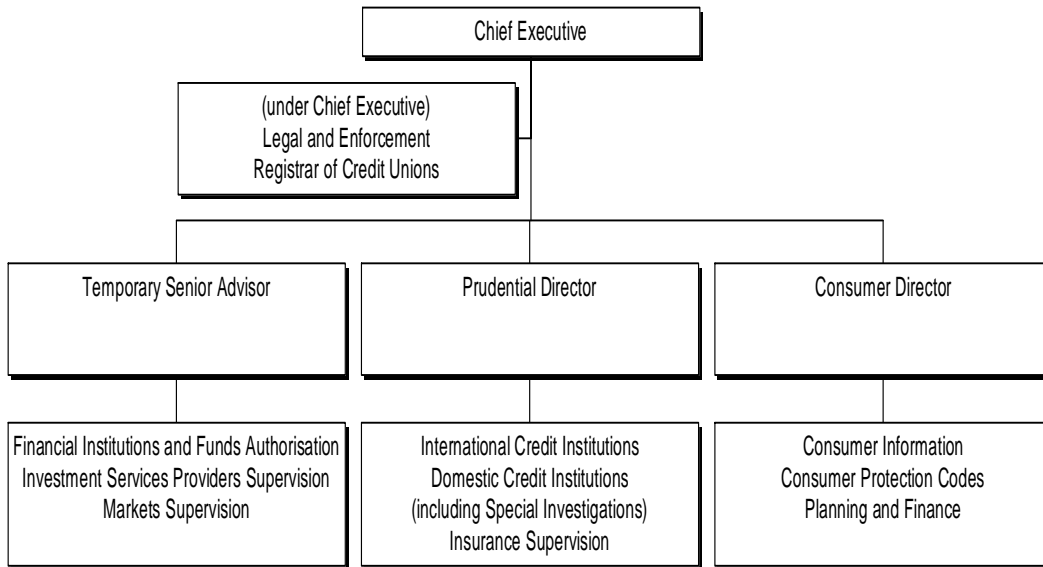 Chief Executive
(under Chief Executive)
Legal and Enforcement
Registrar of Credit Unions
Temporary Senior Advisor
Prudential Director
Consumer Director
Financial Institutions and Funds Authorisation
Investment Services Providers Supervision
Markets Supervision
International Credit Institutions
Domestic Credit Institutions
(including Special Investigations)
Insurance Supervision
Consumer Information
Consumer Protection Codes
Planning and Finance